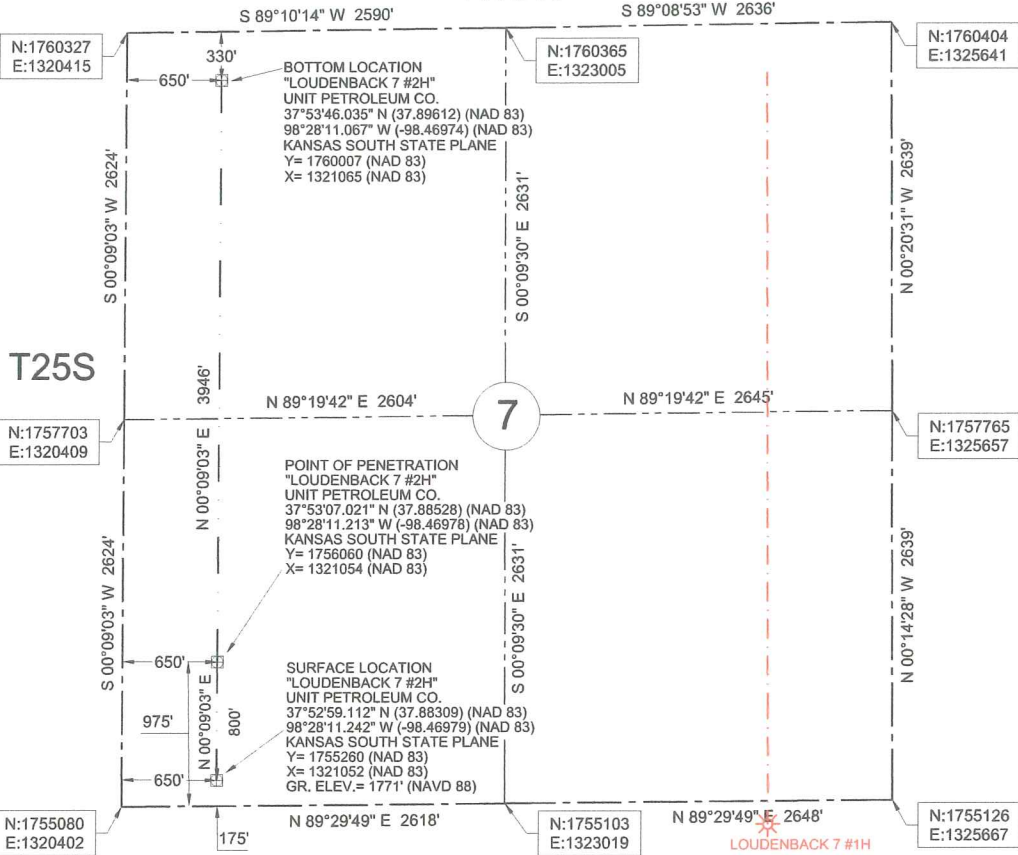 S 89°10'14" W 2590'
S 89°08'53" W 2636'
N:1760327
E:1320415
N:1760365
E:1323005
N:1760404
E:1325641
330'
650'
BOTTOM LOCATION
"LOUDENBACK 7 #2H"
UNIT PETROLEUM CO.
37°53'46.035" N (37.89612) (NAD 83)
98°28'11.067" W (-98.46974) (NAD 83)
KANSAS SOUTH STATE PLANE
Y= 1760007 (NAD 83)
X= 1321065 (NAD 83)
S 00°09'03" W 2624'
S 00°09'30" E 2631'
N 00°20'31" W 2639'
T25S
N 00°09'03" E 3946'
N 89°19'42" E 2604'
7
N 89°19'42" E 2645'
N:1757703
E:1320409
N:1757765
E:1325657
POINT OF PENETRATION
"LOUDENBACK 7 #2H"
UNIT PETROLEUM CO.
37°53'07.021" N (37.88528) (NAD 83)
98°28'11.213" W (-98.46978) (NAD 83)
KANSAS SOUTH STATE PLANE
Y= 1756060 (NAD 83)
X= 1321054 (NAD 83)
S 00°09'03" W 2624'
S 00°09'30" E 2631'
N 00°14'28" W 2639'
650'
975'
N 00°09'03" E
800'
SURFACE LOCATION
"LOUDENBACK 7 #2H"
UNIT PETROLEUM CO.
37°52'59.112" N (37.88309) (NAD 83)
98°28'11.242" W (-98.46979) (NAD 83)
KANSAS SOUTH STATE PLANE
Y= 1755260 (NAD 83)
X= 1321052 (NAD 83)
GR. ELEV.= 1771' (NAVD 88)
650'
175'
N:1755080
E:1320402
N 89°29'49" E 2618'
N:1755103
E:1323019
N 89°29'49" E 2648'
LOUDENBACK 7 #1H
N:1755126
E:1325667